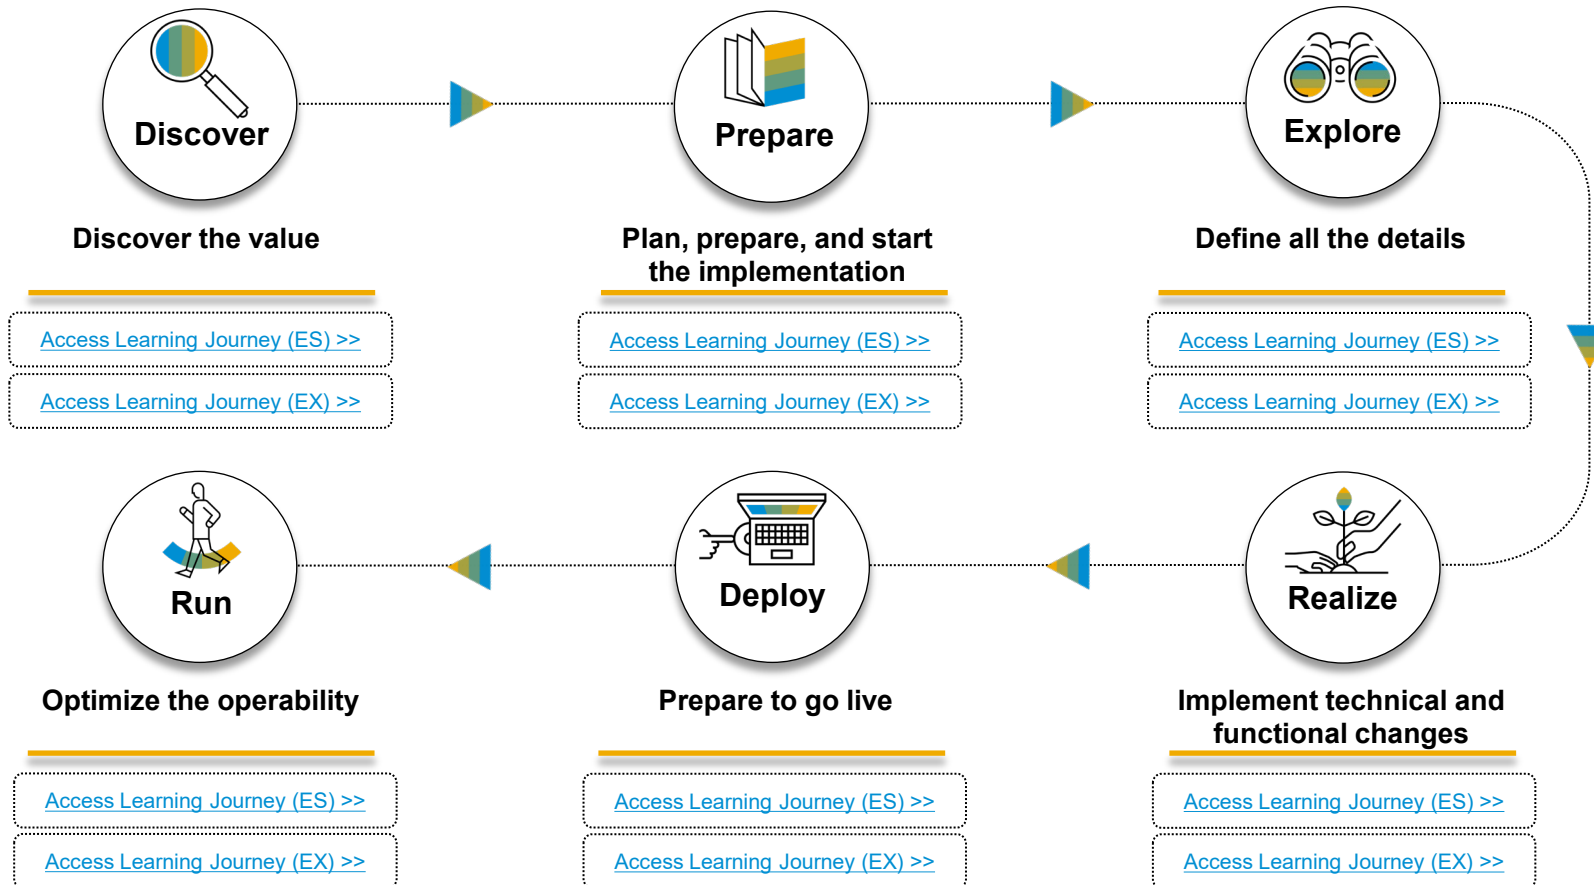 Discover
Prepare
Explore
Discover the value
Plan, prepare, and start
the implementation
Define all the details
Access Learning Journey (ES) >>
Access Learning Journey (ES) >>
Access Learning Journey (ES) >>
Access Learning Journey (EX) >>
Access Learning Journey (EX) >>
Access Learning Journey (EX) >>
Run
Deploy
Realize
Optimize the operability
Prepare to go live
Implement technical and
functional changes
Access Learning Journey (ES) >>
Access Learning Journey (ES) >>
Access Learning Journey (ES) >>
Access Learning Journey (EX) >>
Access Learning Journey (EX) >>
Access Learning Journey (EX) >>